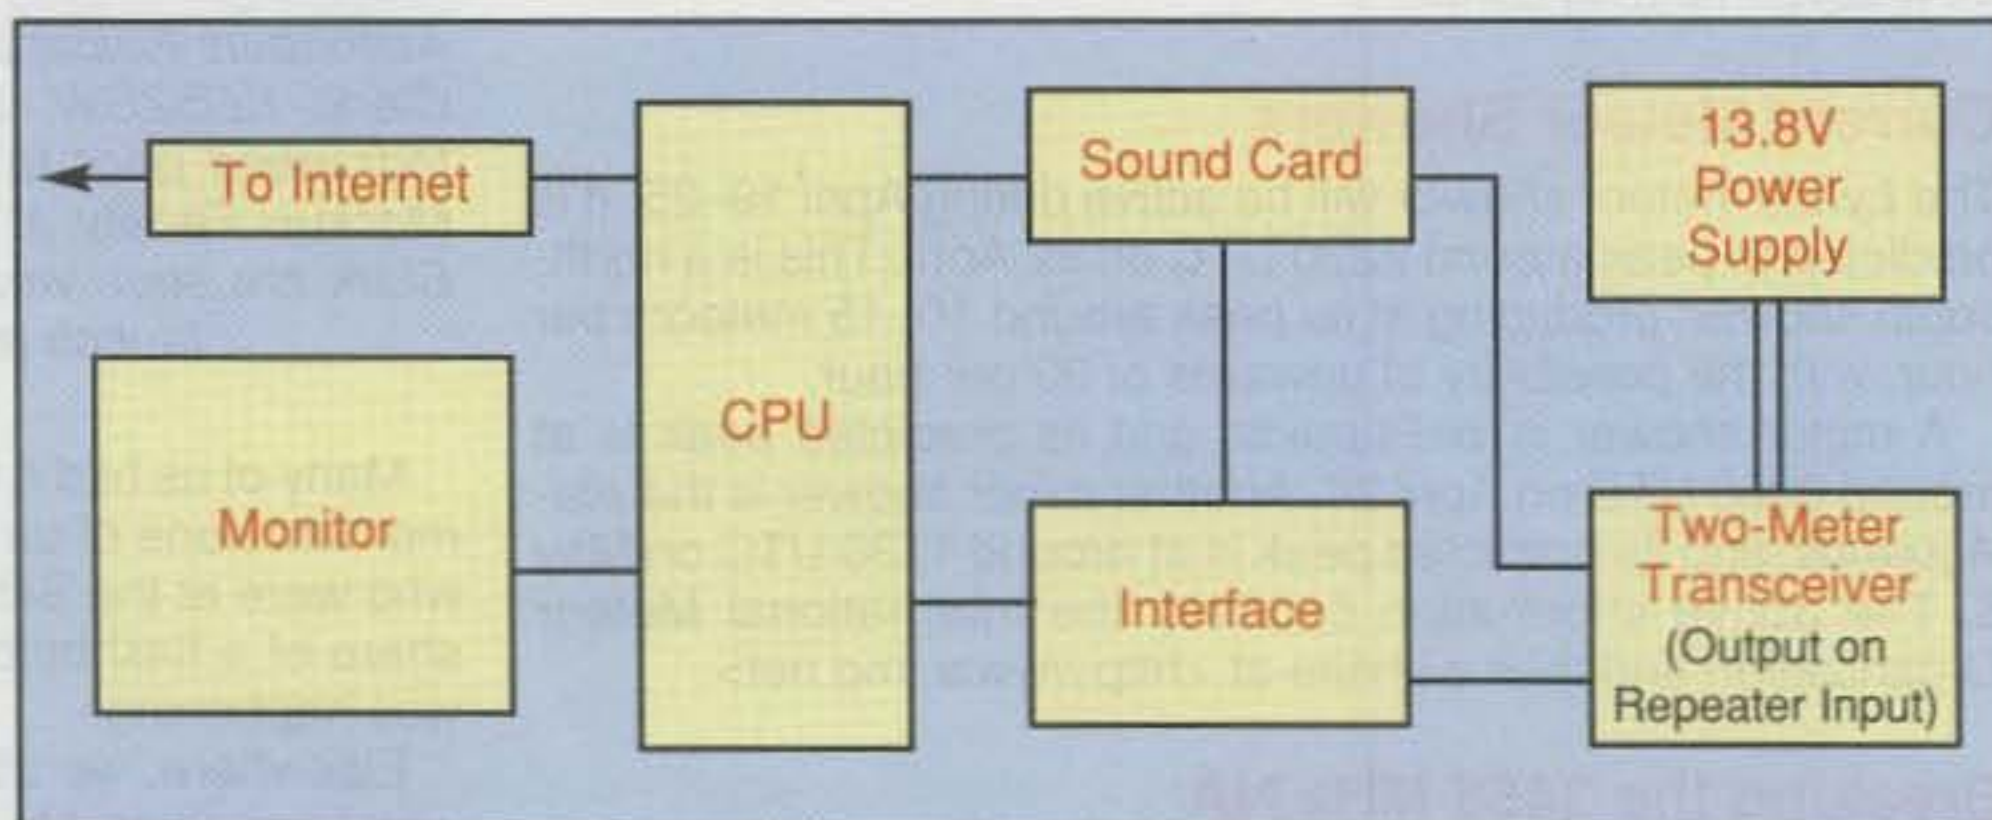 To Internet
Monitor
CPU
Sound Card
Interface
13.8V
Power
Supply
Two-Meter
Transceiver
(Output on
Repeater Input)